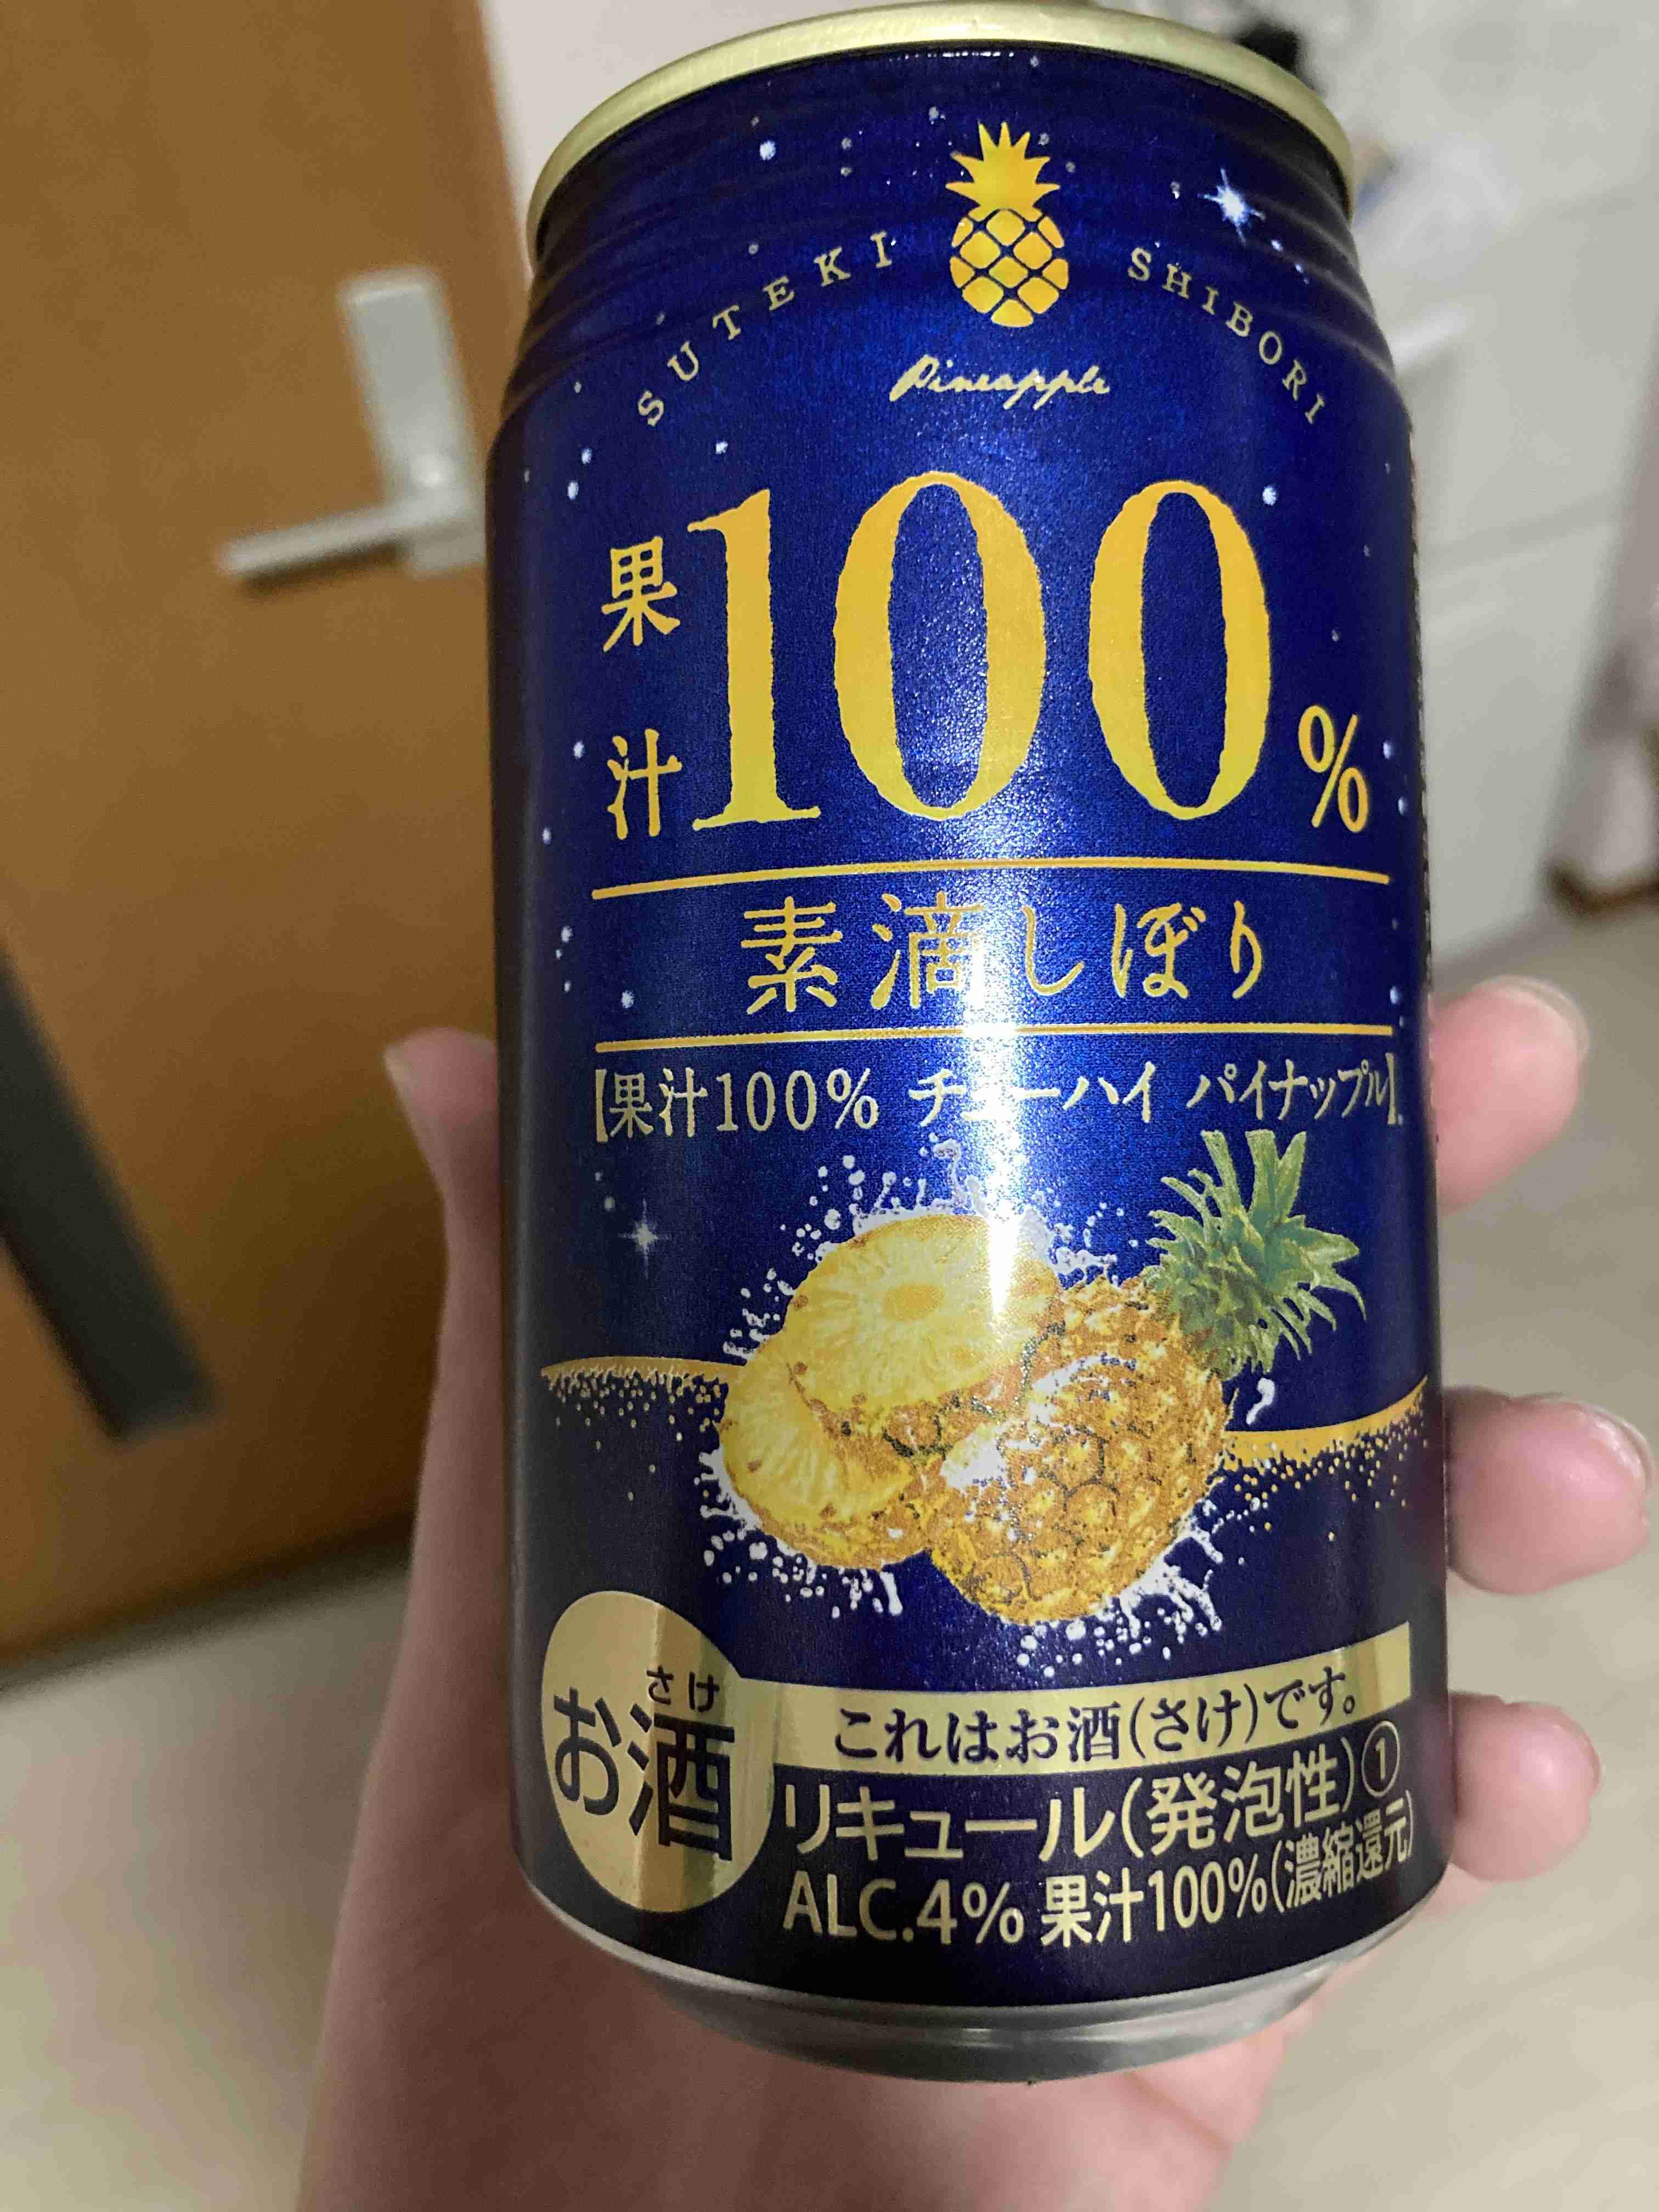 SUTEKI SHIBORI
Pineapple
果汁100%
素滴しぼり
【果汁100% チューハイ パイナップル】
さけ
お酒
これはお酒(さけ)です。
リキュール(発泡性)①
ALC.4% 果汁100%(濃縮還元)